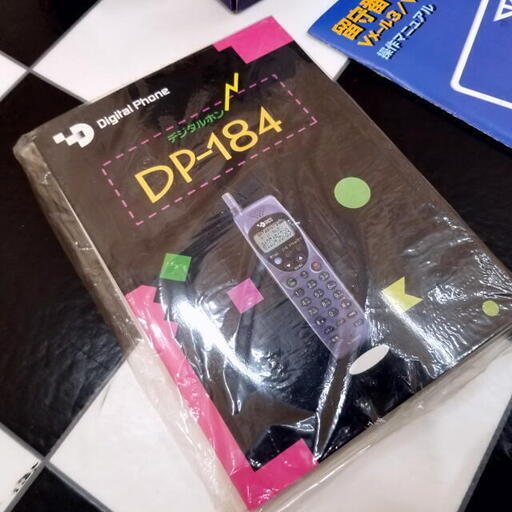 Digital Phone
デジタルホン
DP-184
留守番
Vメール3/
操作マニュアル